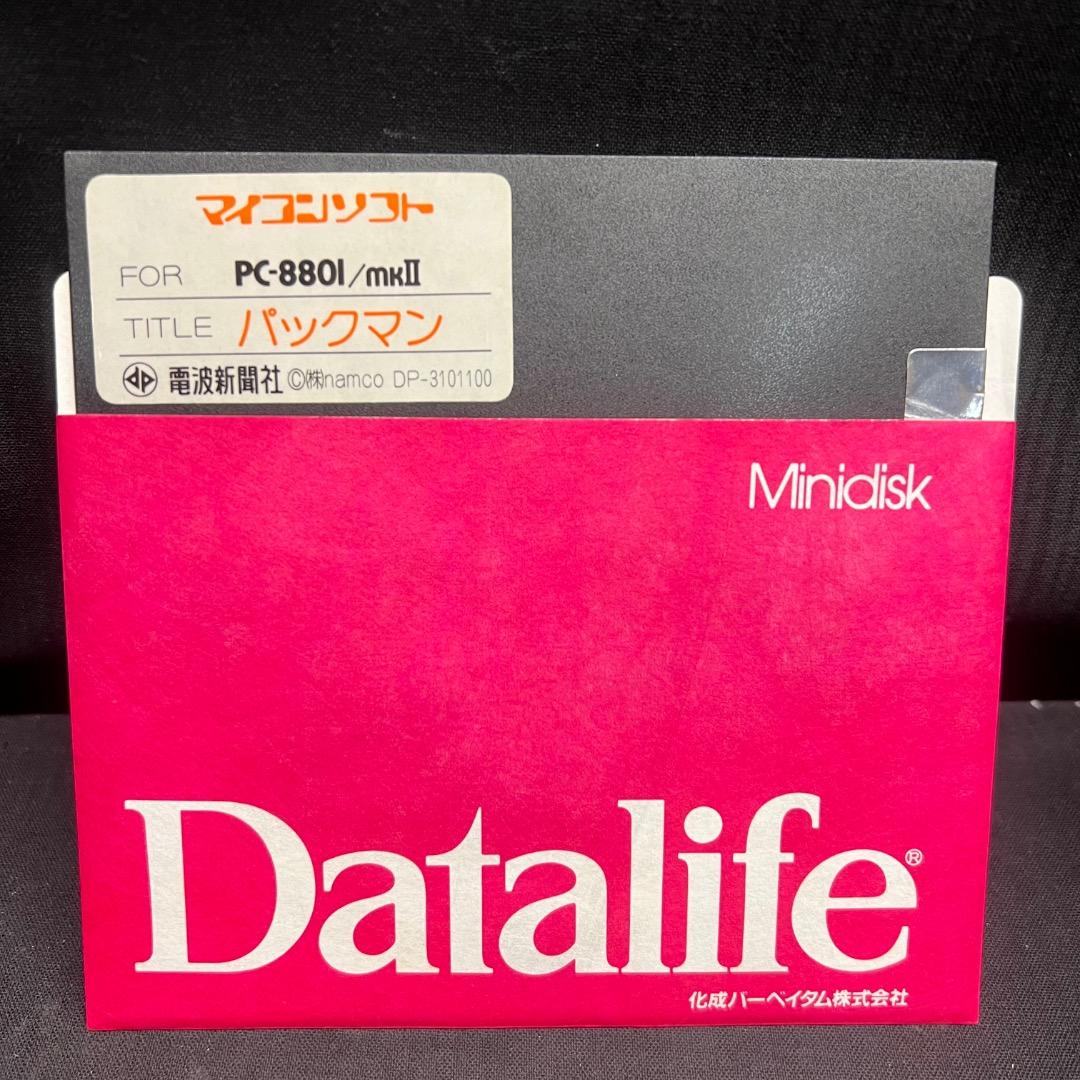 マイコンソフト
FOR PC-8801/mkII
TITLE パックマン
電波新聞社 ©㈱namco DP-3101100
Minidisk
Datalife®
化成バーベイタム株式会社